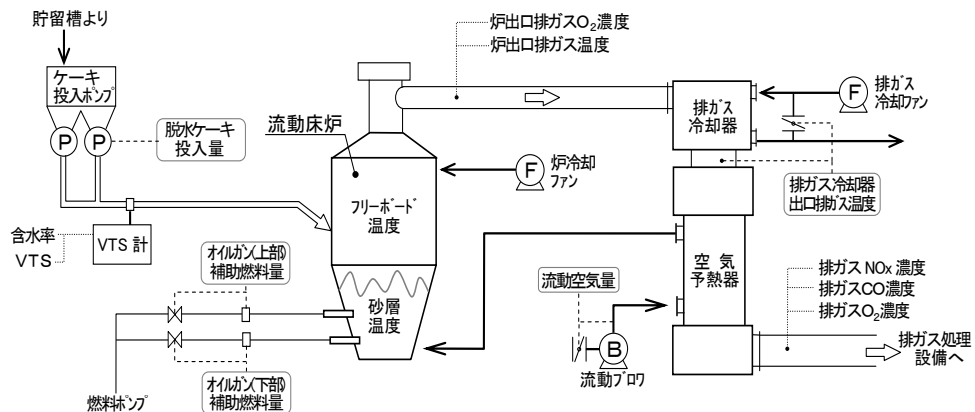 貯留槽より
ケーキ
投入ポンプ
P
P
脱水ケーキ
投入量
含水率
VTS
VTS 計
流動床炉
フリーボード
温度
砂層
温度
オイルガン(上部)
補助燃料量
オイルガン(下部)
補助燃料量
燃料ポンプ
炉出口排ガスO₂濃度
炉出口排ガス温度
F
炉冷却
ファン
排ガス
冷却器
F
排ガス
冷却ファン
排ガス冷却器
出口排ガス温度
空 気
予熱器
流動空気量
B
流動ブロワ
排ガス NOx 濃度
排ガスCO濃度
排ガスO₂濃度
排ガス処理
設備へ